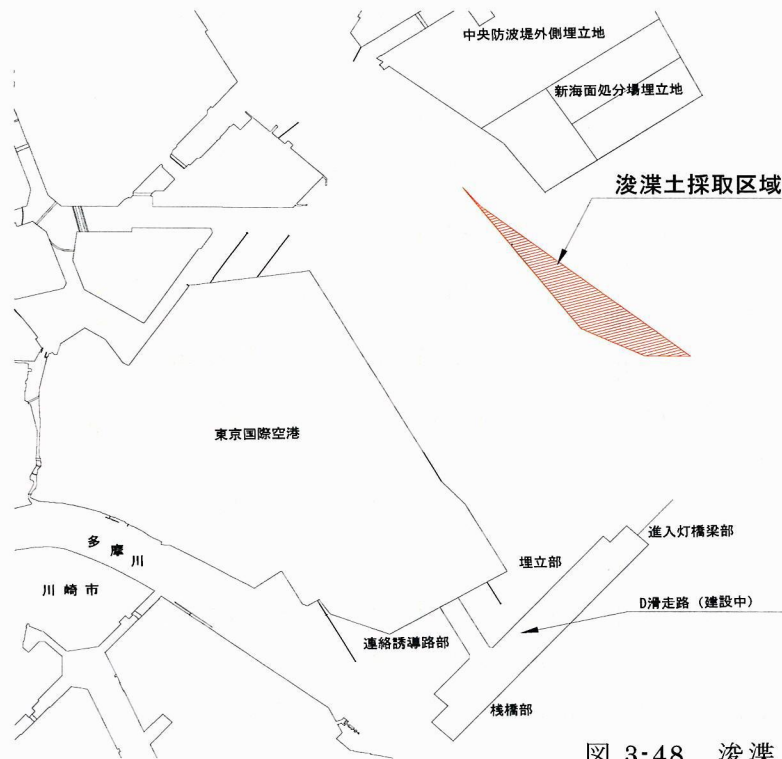 中央防波堤外側埋立地
新海面処分場埋立地
浚渫土採取区域
東京国際空港
多摩川
川崎市
進入灯橋梁部
埋立部
D滑走路（建設中）
連絡誘導路部
桟橋部
図 3-48 浚渫